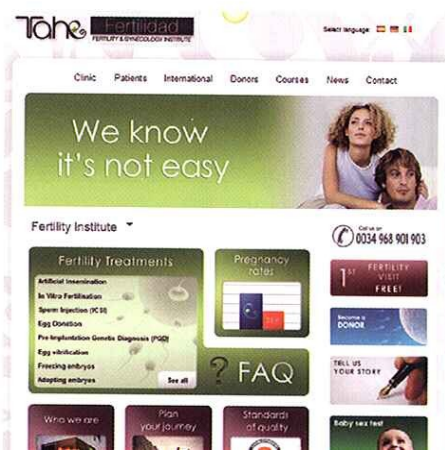 Tahe Fertilidad
FERTILITY & GYNECOLOGY INSTITUTE
Select language:
Clinic Patients International Donors Courses News Contact
We know
it's not easy
Fertility Institute
Call us on
0034 968 901 903
Fertility Treatments
Artificial Insemination
In Vitro Fertilisation
Sperm Injection (ICSI)
Egg Donation
Pre-Implantation Genetic Diagnosis (PGD)
Egg vitrification
Freezing embryos
Adopting embryos
See all
Pregnancy
rates
? FAQ
1ST FERTILITY
VISIT
FREE!
Become a
DONOR
TELL US
YOUR STORY
Who we are
Plan
your journey
Standards
of quality
Baby sex test